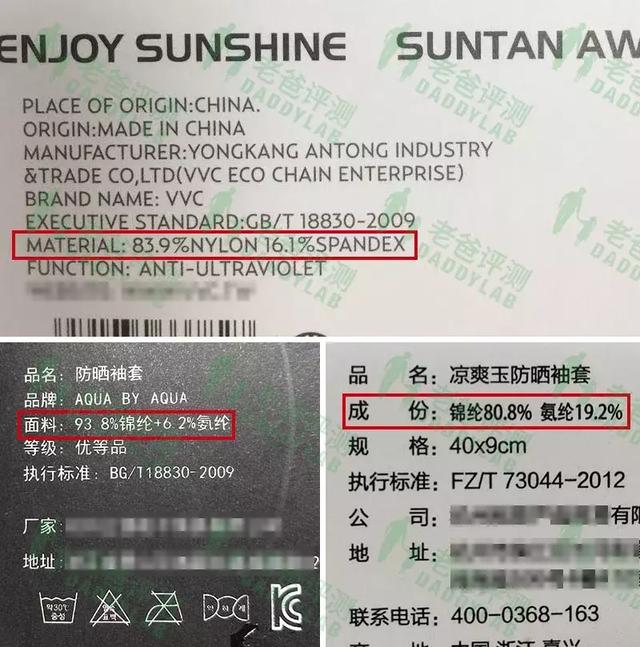 ENJOY SUNSHINE SUNTAN AW
PLACE OF ORIGIN:CHINA.
ORIGIN:MADE IN CHINA
MANUFACTURER:YONGKANG ANTONG INDUSTRY
&TRADE CO,LTD(VVC ECO CHAIN ENTERPRISE)
BRAND NAME: VVC
EXECUTIVE STANDARD:GB/T 18830-2009
MATERIAL: 83.9%NYLON 16.1%SPANDEX
FUNCTION: ANTI-ULTRAVIOLET
老爸评测
DADDYLAB
品名: 防晒袖套
品牌: AQUA BY AQUA
面料: 93 8%锦纶+6.2%氨纶
等级: 优等品
执行标准: BG/T18830-2009
厂家:
地址:
약30℃
중성
品 名: 凉爽玉防晒袖套
成 份: 锦纶80.8% 氨纶19.2%
规 格: 40x9cm
执行标准: FZ/T 73044-2012
公 司: 有限
地 址:
联系电话: 400-0368-163